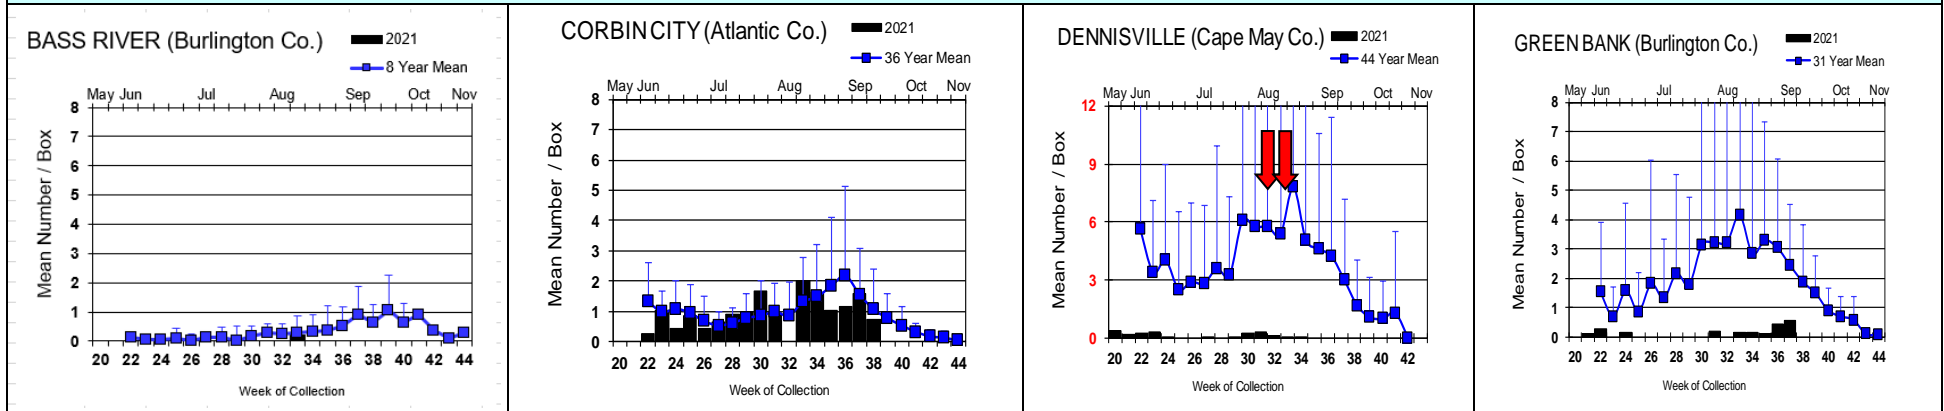 BASS RIVER (Burlington Co.)
2021
8 Year Mean
May Jun Jul Aug Sep Oct Nov
8
7
6
5
4
3
2
1
0
Mean Number / Box
20 22 24 26 28 30 32 34 36 38 40 42 44
Week of Collection
CORBIN CITY (Atlantic Co.)
2021
36 Year Mean
May Jun Jul Aug Sep Oct Nov
8
7
6
5
4
3
2
1
0
Mean Number / Box
20 22 24 26 28 30 32 34 36 38 40 42 44
Week of Collection
DENNISVILLE (Cape May Co.)
2021
44 Year Mean
May Jun Jul Aug Sep Oct Nov
12
9
6
3
0
Mean Number / Box
20 22 24 26 28 30 32 34 36 38 40 42 44
Week of Collection
GREEN BANK (Burlington Co.)
2021
31 Year Mean
May Jun Jul Aug Sep Oct Nov
8
7
6
5
4
3
2
1
0
Mean Number / Box
20 22 24 26 28 30 32 34 36 38 40 42 44
Week of Collection